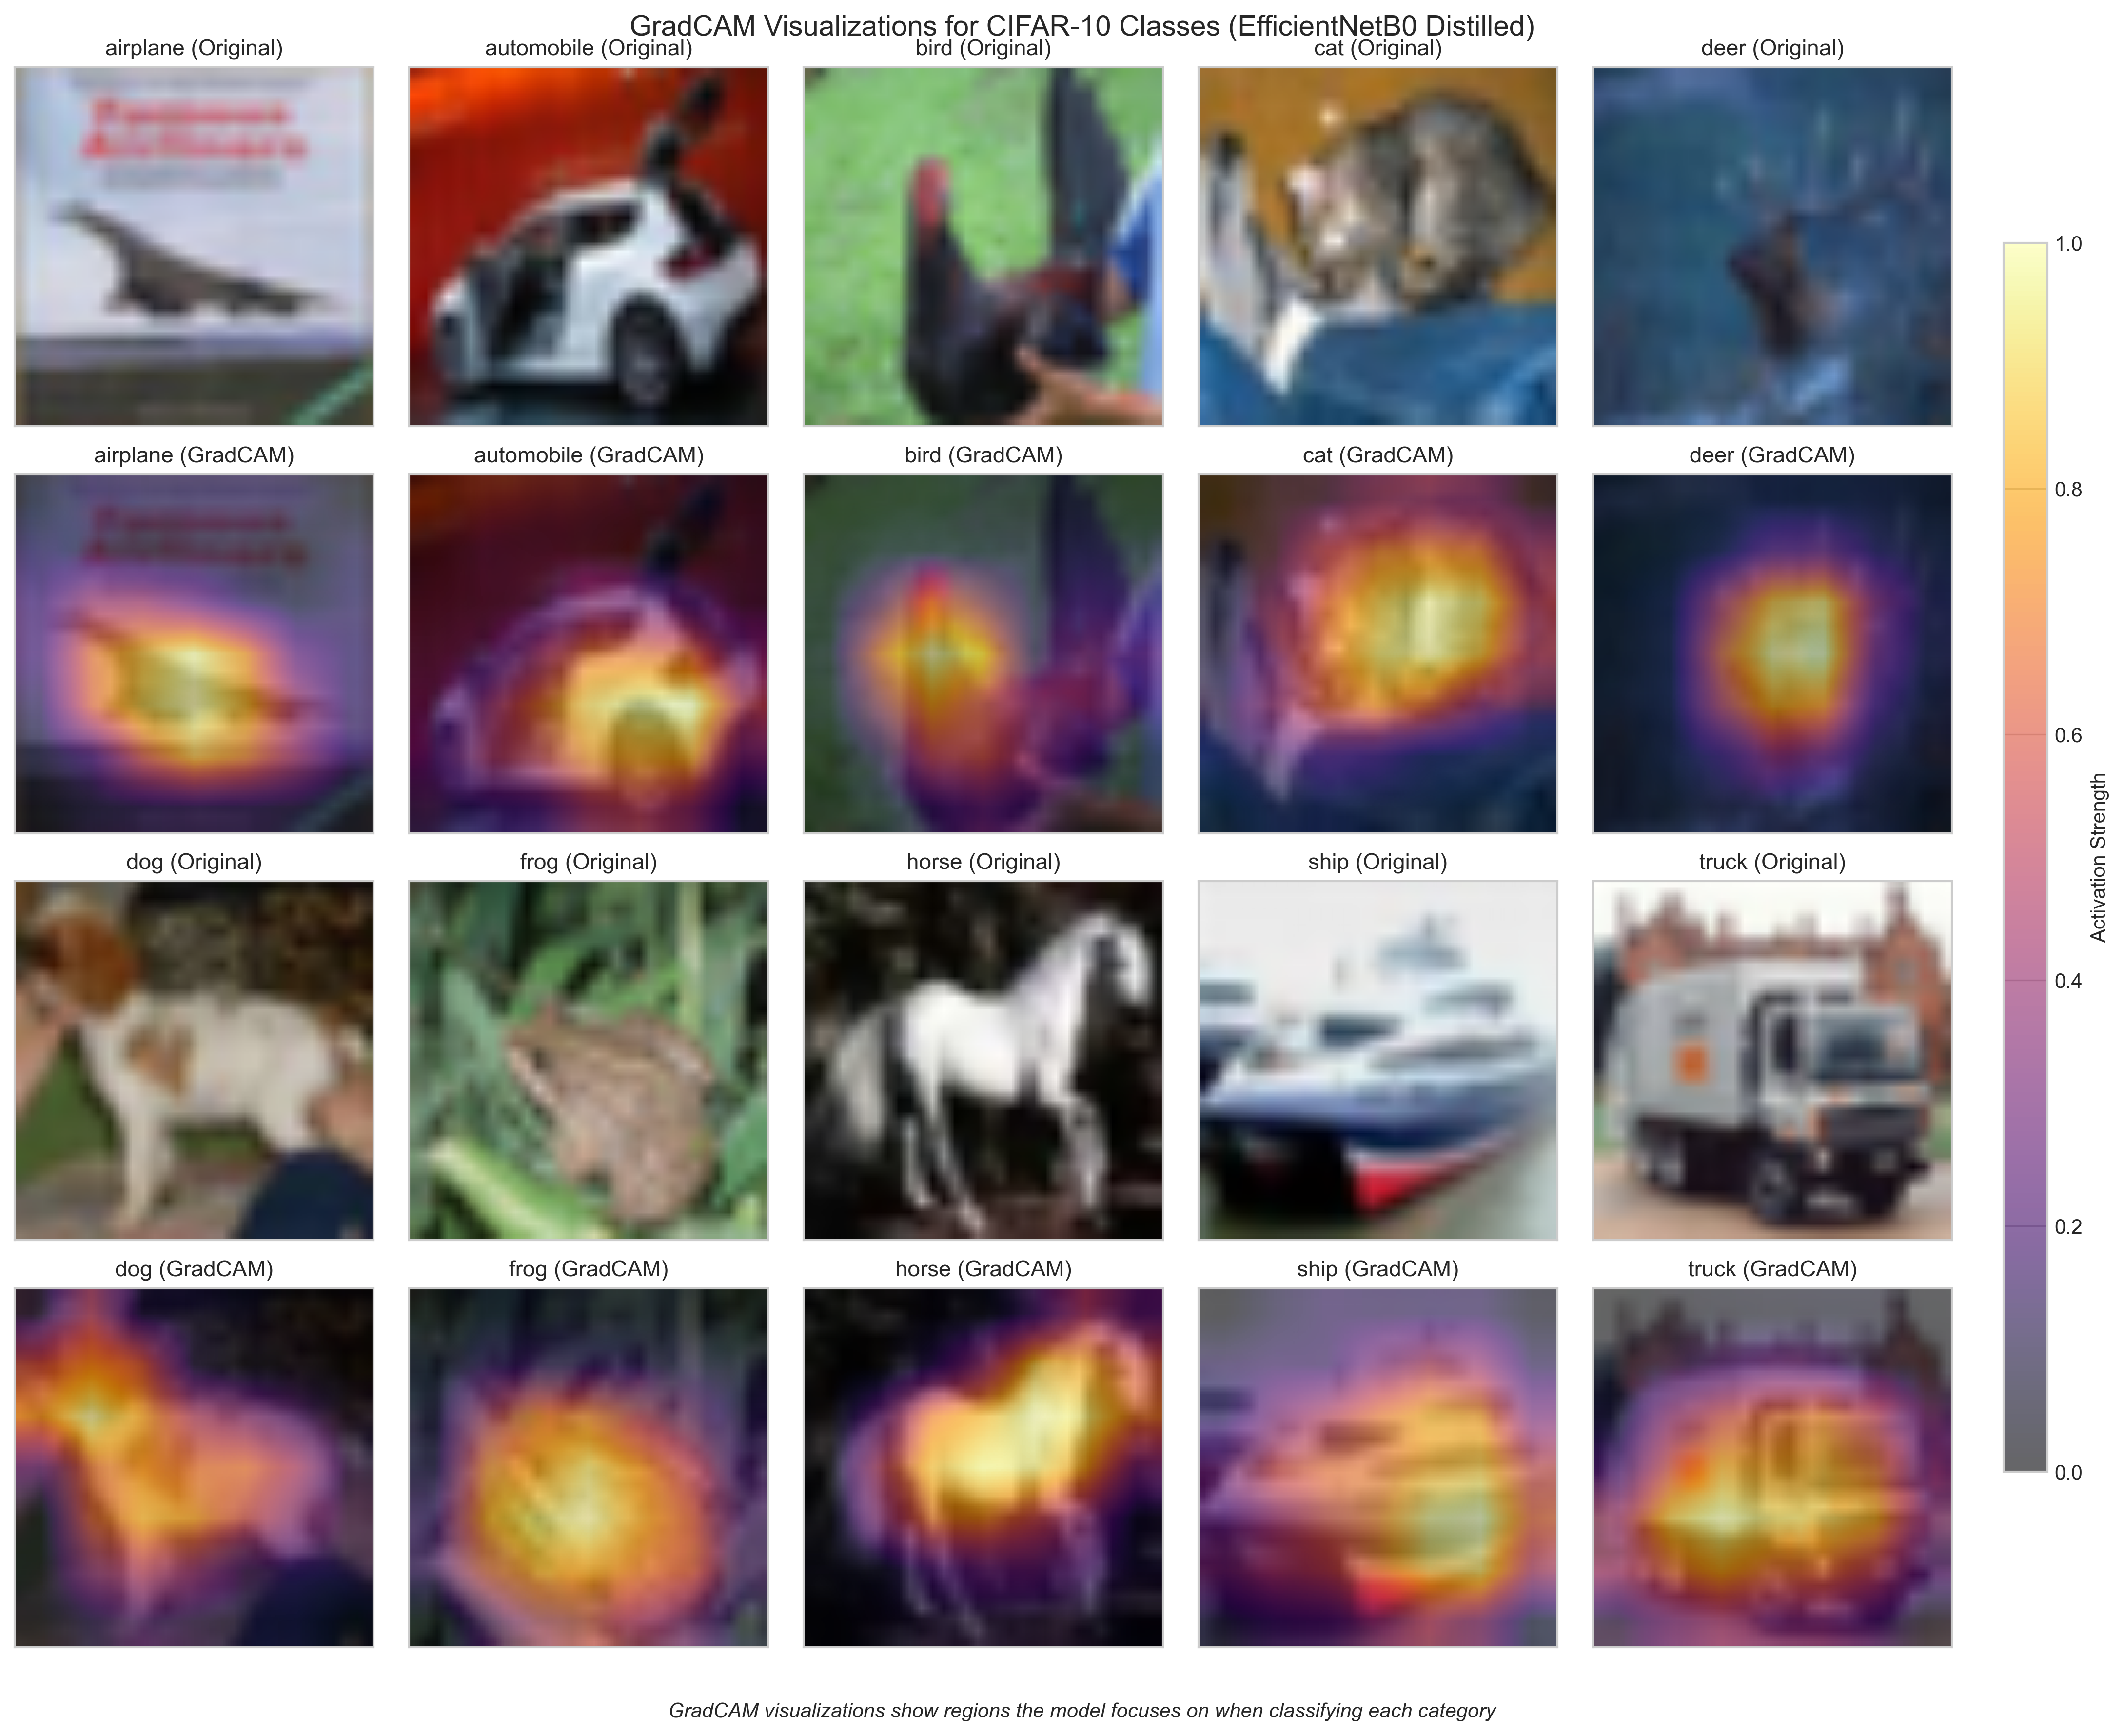 GradCAM Visualizations for CIFAR-10 Classes (EfficientNetB0 Distilled)
airplane (Original)
automobile (Original)
bird (Original)
cat (Original)
deer (Original)
airplane (GradCAM)
automobile (GradCAM)
bird (GradCAM)
cat (GradCAM)
deer (GradCAM)
dog (Original)
frog (Original)
horse (Original)
ship (Original)
truck (Original)
dog (GradCAM)
frog (GradCAM)
horse (GradCAM)
ship (GradCAM)
truck (GradCAM)
1.0
0.8
0.6
0.4
0.2
0.0
Activation Strength
GradCAM visualizations show regions the model focuses on when classifying each category